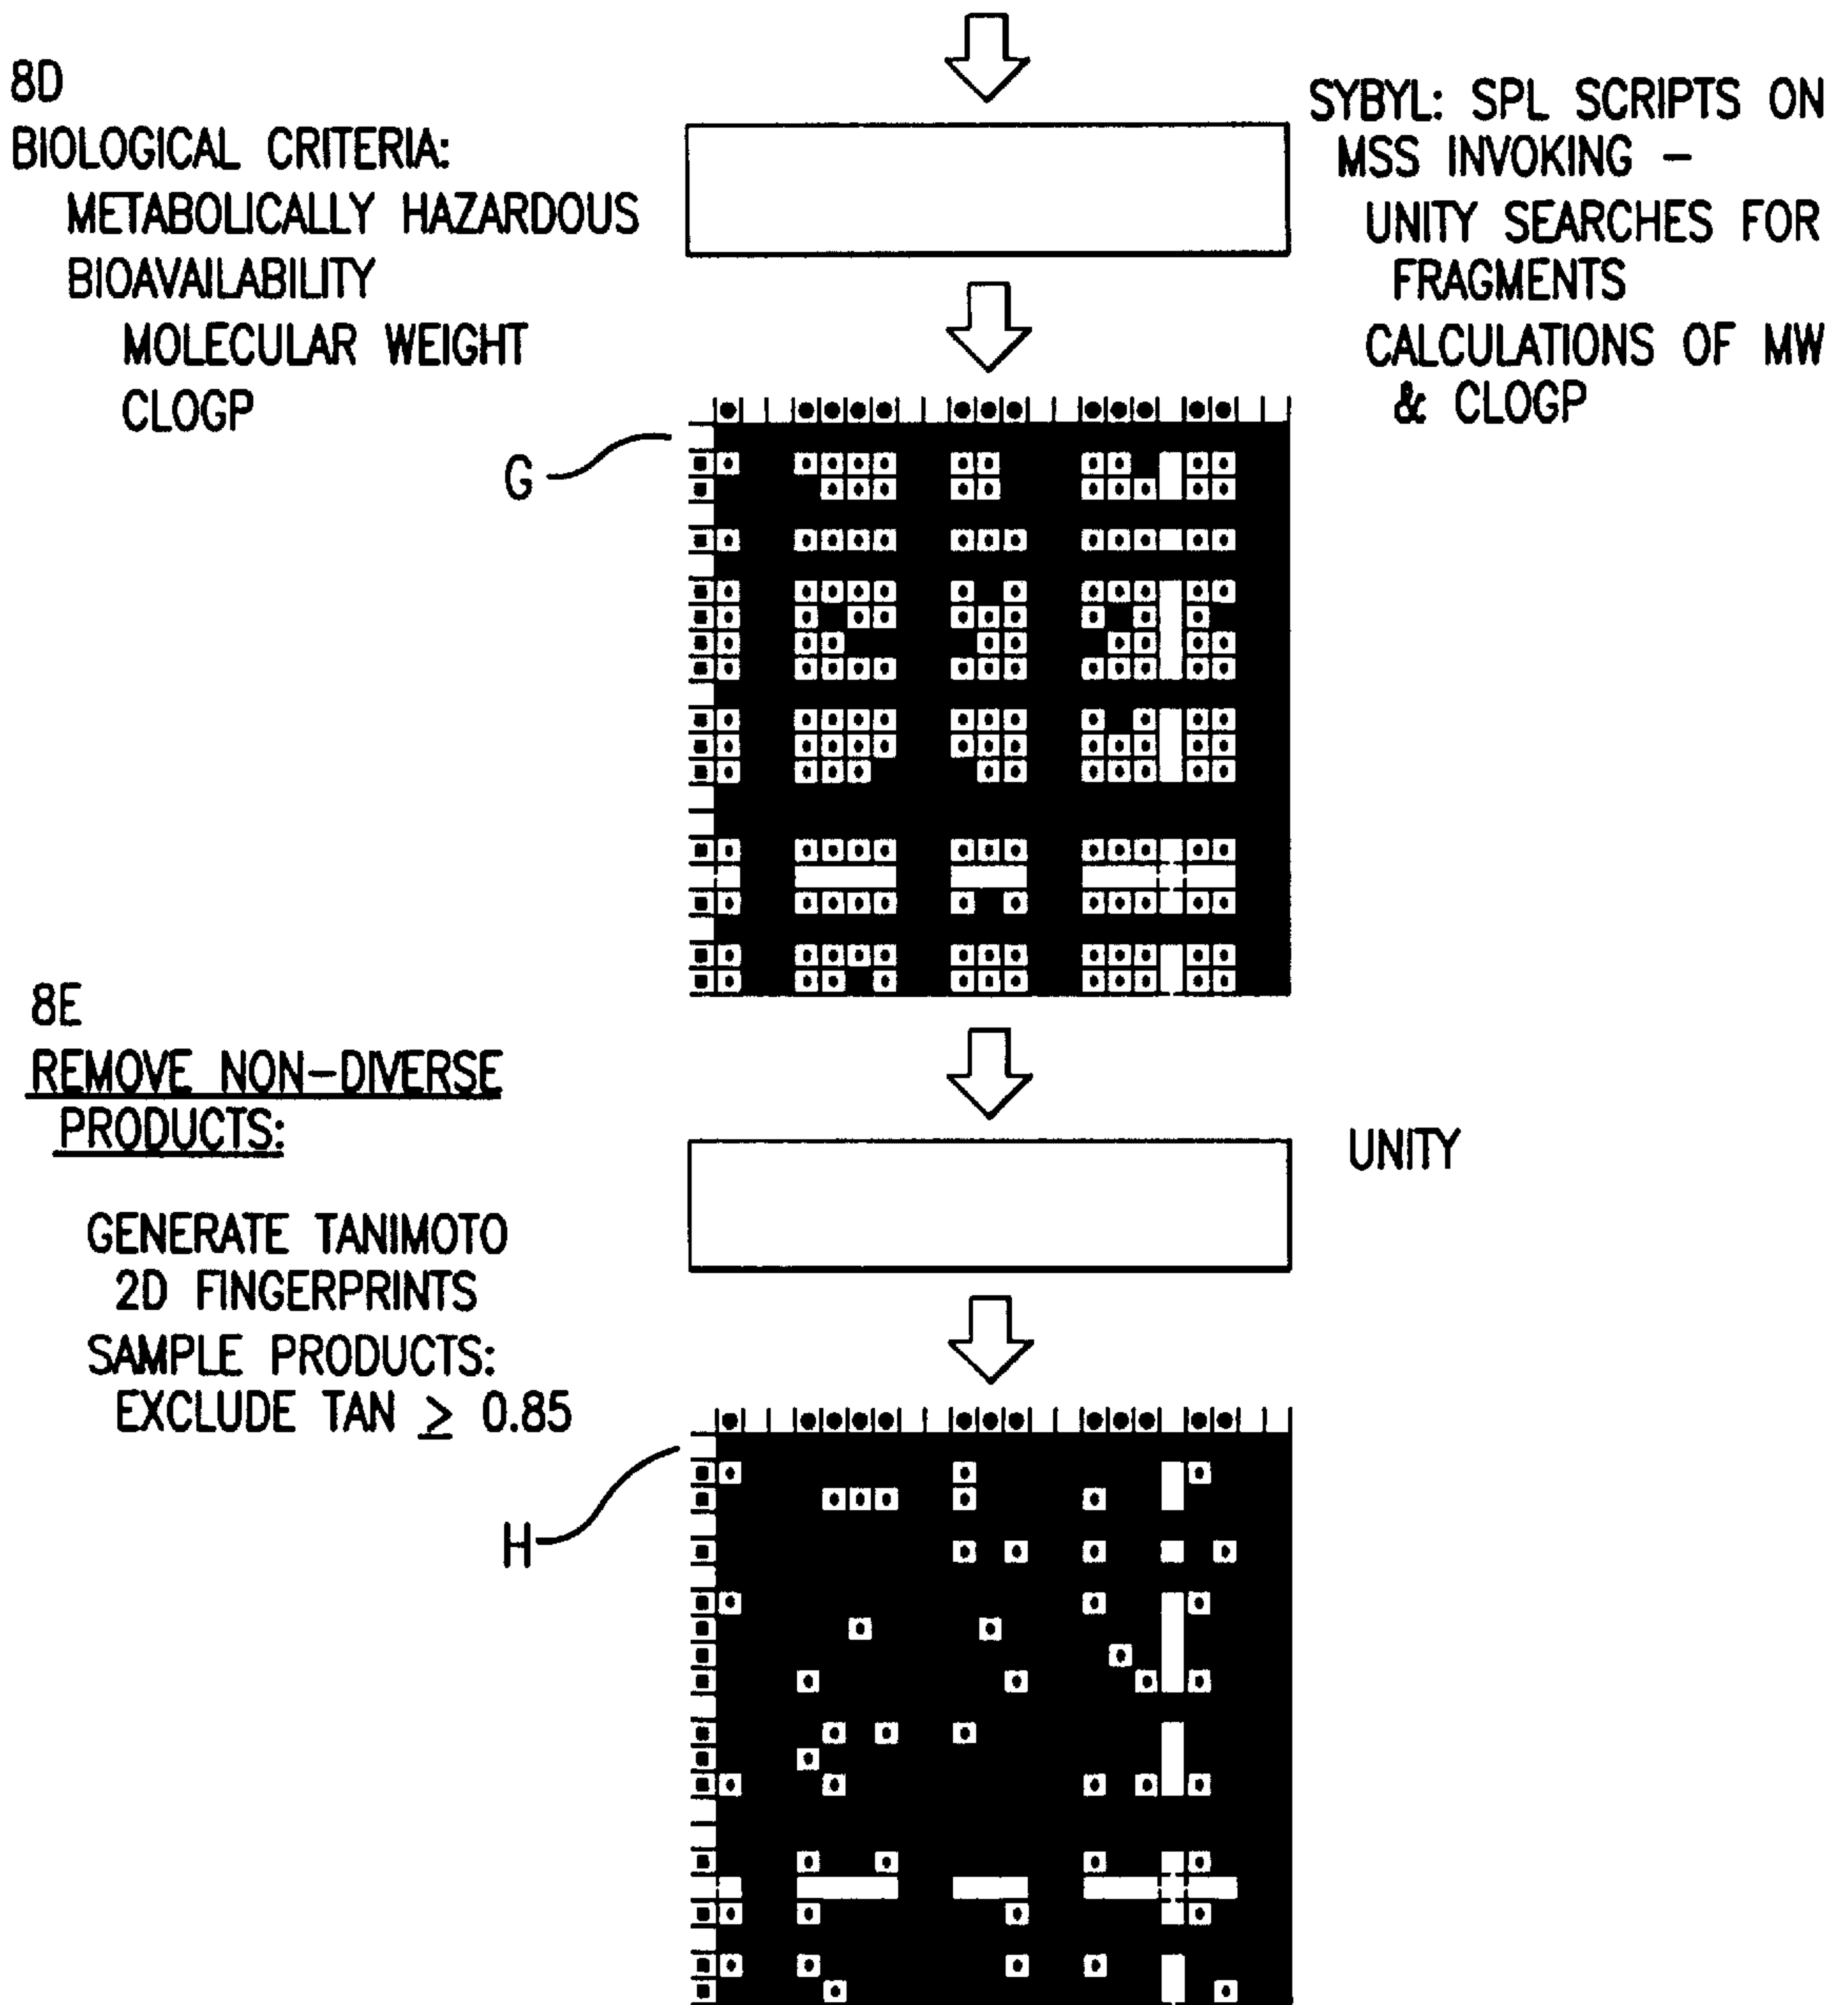 8D
BIOLOGICAL CRITERIA:
METABOLICALLY HAZARDOUS
BIOAVAILABILITY
MOLECULAR WEIGHT
CLOGP
SYBYL: SPL SCRIPTS ON
MSS INVOKING –
UNITY SEARCHES FOR
FRAGMENTS
CALCULATIONS OF MW
& CLOGP
G
8E
REMOVE NON–DIVERSE
PRODUCTS:
GENERATE TANIMOTO
2D FINGERPRINTS
SAMPLE PRODUCTS:
EXCLUDE TAN ≥ 0.85
UNITY
H